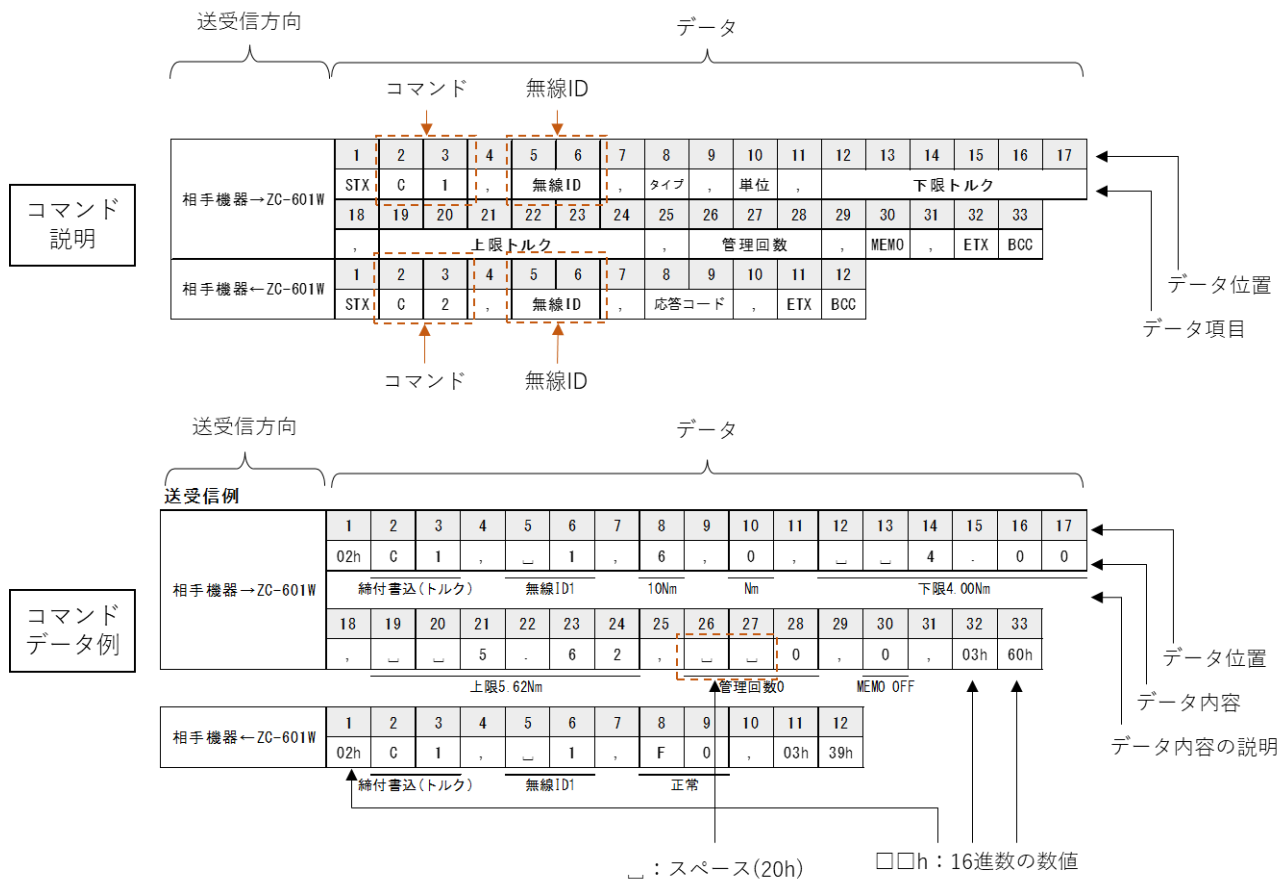 送受信方向
データ
コマンド
無線ID
コマンド
説明
相手機器→ZC-601W
1 2 3 4 5 6 7 8 9 10 11 12 13 14 15 16 17
STX C 1 , 無線ID , タイプ , 単位 , 下限トルク
18 19 20 21 22 23 24 25 26 27 28 29 30 31 32 33
, 上限トルク , 管理回数 , MEMO , ETX BCC
相手機器←ZC-601W
1 2 3 4 5 6 7 8 9 10 11 12
STX C 2 , 無線ID , 応答コード , ETX BCC
データ位置
データ項目
コマンド
無線ID
送受信方向
データ
送受信例
コマンド
データ例
相手機器→ZC-601W
1 2 3 4 5 6 7 8 9 10 11 12 13 14 15 16 17
02h C 1 , ␣ 1 , 6 , 0 , ␣ ␣ 4 . 0 0
締付書込(トルク) 無線ID1 10Nm Nm 下限4.00Nm
18 19 20 21 22 23 24 25 26 27 28 29 30 31 32 33
, ␣ ␣ 5 . 6 2 , ␣ ␣ 0 , 0 , 03h 60h
上限5.62Nm 管理回数0 MEMO OFF
相手機器←ZC-601W
1 2 3 4 5 6 7 8 9 10 11 12
02h C 1 , ␣ 1 , F 0 , 03h 39h
締付書込(トルク) 無線ID1 正常
データ位置
データ内容
データ内容の説明
␣：スペース(20h)
□□h：16進数の数値